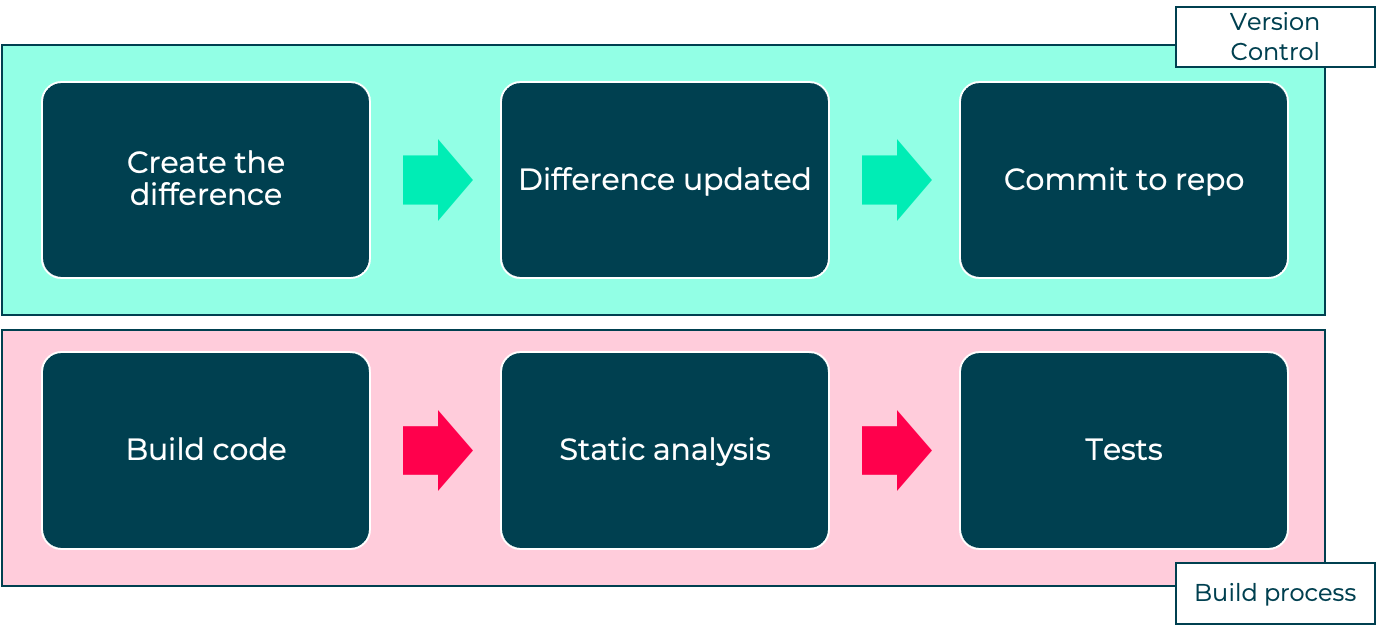 Version
Control
Create the
difference
Difference updated
Commit to repo
Build code
Static analysis
Tests
Build process